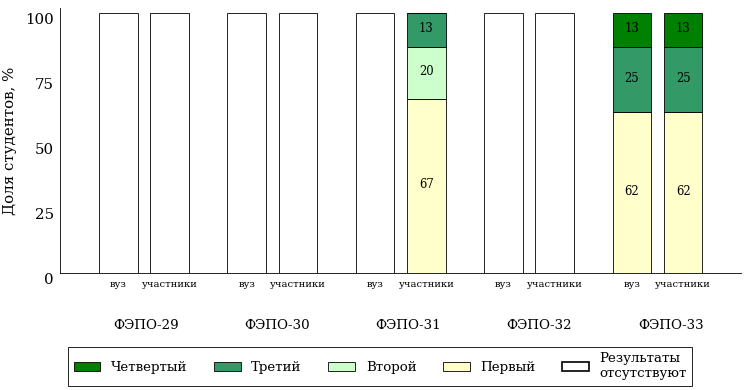 Доля студентов, %
100
75
50
25
0
13
20
67
13
25
62
13
25
62
вуз участники вуз участники вуз участники вуз участники вуз участники
ФЭПО-29 ФЭПО-30 ФЭПО-31 ФЭПО-32 ФЭПО-33
Четвертый Третий Второй Первый Результаты
отсутствуют